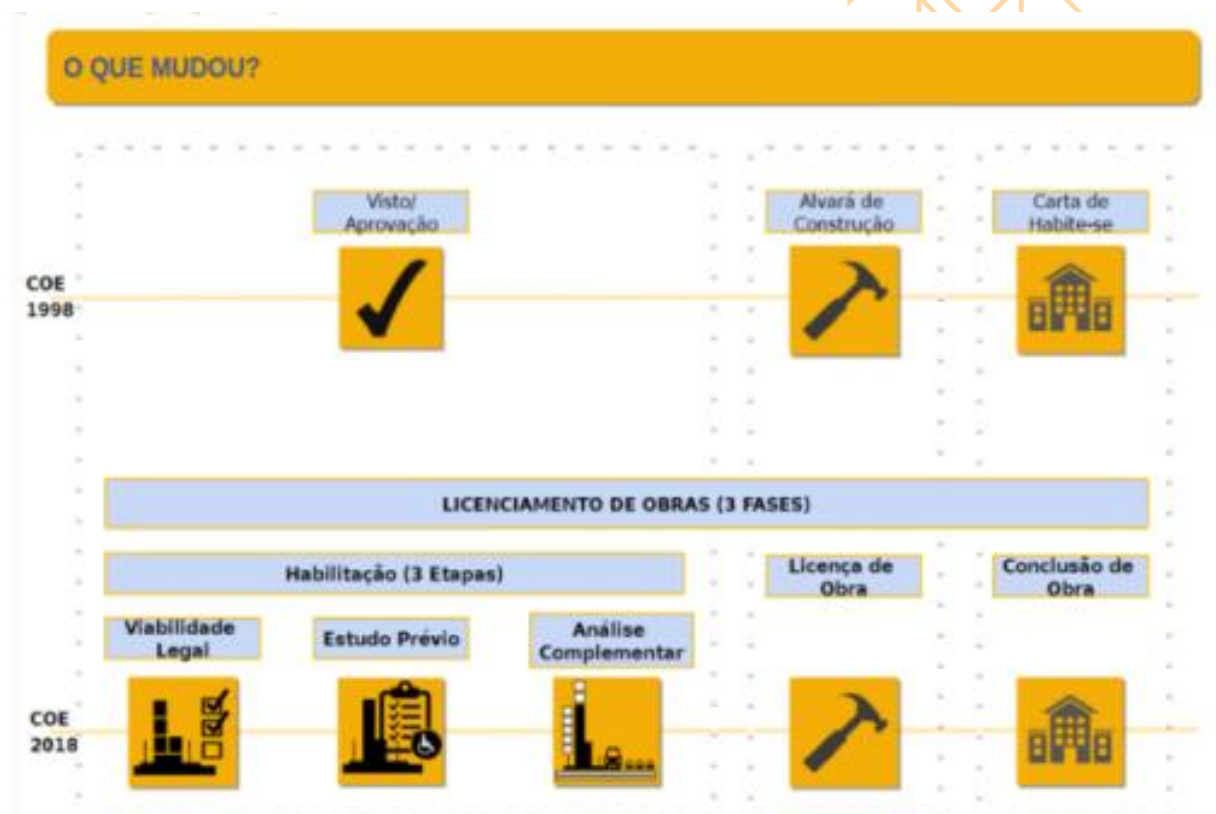 O QUE MUDOU?
Visto/
Aprovação
Alvará de
Construção
Carta de
Habite-se
COE
1998
LICENCIAMENTO DE OBRAS (3 FASES)
Habilitação (3 Etapas)
Licença de
Obra
Conclusão de
Obra
Viabilidade
Legal
Estudo Prévio
Análise
Complementar
COE
2018